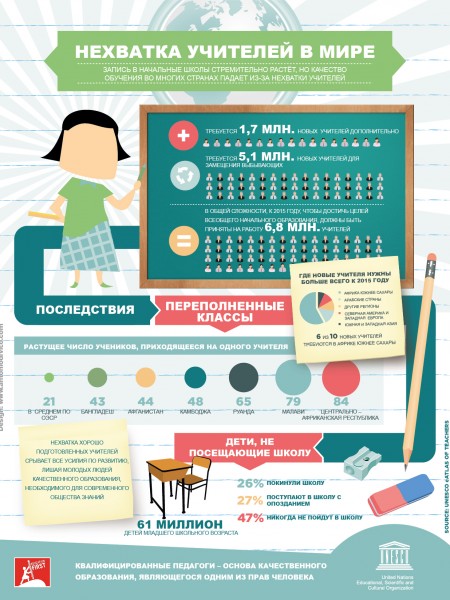 НЕХВАТКА УЧИТЕЛЕЙ В МИРЕ
ЗАПИСЬ В НАЧАЛЬНЫЕ ШКОЛЫ СТРЕМИТЕЛЬНО РАСТЁТ, НО КАЧЕСТВО
ОБУЧЕНИЯ ВО МНОГИХ СТРАНАХ ПАДАЕТ ИЗ-ЗА НЕХВАТКИ УЧИТЕЛЕЙ
ТРЕБУЕТСЯ 1,7 МЛН. НОВЫХ УЧИТЕЛЕЙ ДОПОЛНИТЕЛЬНО
ТРЕБУЕТСЯ 5,1 МЛН. НОВЫХ УЧИТЕЛЕЙ ДЛЯ
ЗАМЕЩЕНИЯ ВЫБЫВАЮЩИХ
В ОБЩЕЙ СЛОЖНОСТИ, К 2015 ГОДУ, ЧТОБЫ ДОСТИЧЬ ЦЕЛЕЙ
ВСЕОБЩЕГО НАЧАЛЬНОГО ОБРАЗОВАНИЯ, ДОЛЖНЫ БЫТЬ
ПРИНЯТЫ НА РАБОТУ 6,8 МЛН. УЧИТЕЛЕЙ
ГДЕ НОВЫЕ УЧИТЕЛЯ НУЖНЫ
БОЛЬШЕ ВСЕГО К 2015 ГОДУ
АФРИКА ЮЖНЕЕ САХАРЫ
АРАБСКИЕ СТРАНЫ
ДРУГИЕ РЕГИОНЫ
СЕВЕРНАЯ АМЕРИКА И
ЗАПАДНАЯ ЕВРОПА
ЮЖНАЯ И ЗАПАДНАЯ АЗИЯ
6 из 10 НОВЫХ УЧИТЕЛЕЙ
ТРЕБУЮТСЯ В АФРИКЕ ЮЖНЕЕ САХАРЫ
ПОСЛЕДСТВИЯ
ПЕРЕПОЛНЕННЫЕ
КЛАССЫ
РАСТУЩЕЕ ЧИСЛО УЧЕНИКОВ, ПРИХОДЯЩЕЕСЯ НА ОДНОГО УЧИТЕЛЯ
21 43 44 48 65 79 84
В СРЕДНЕМ ПО
ОЭСР
БАНГЛАДЕШ
АФГАНИСТАН
КАМБОДЖА
РУАНДА
МАЛАВИ
ЦЕНТРАЛЬНО –
АФРИКАНСКАЯ РЕСПУБЛИКА
НЕХВАТКА ХОРОШО
ПОДГОТОВЛЕННЫХ УЧИТЕЛЕЙ
СРЫВАЕТ ВСЕ УСИЛИЯ ПО РАЗВИТИЮ,
ЛИШАЯ МОЛОДЫХ ЛЮДЕЙ
КАЧЕСТВЕННОГО ОБРАЗОВАНИЯ,
НЕОБХОДИМОГО ДЛЯ СОВРЕМЕННОГО
ОБЩЕСТВА ЗНАНИЙ
ДЕТИ, НЕ
ПОСЕЩАЮЩИЕ ШКОЛУ
61 МИЛЛИОН
ДЕТЕЙ МЛАДШЕГО ШКОЛЬНОГО ВОЗРАСТА
26% ПОКИНУЛИ ШКОЛУ
27% ПОСТУПАЮТ В ШКОЛУ С
ОПОЗДАНИЕМ
47% НИКОГДА НЕ ПОЙДУТ В ШКОЛУ
SOURCE: UNESCO eATLAS OF TEACHERS
FIRST
КВАЛИФИЦИРОВАННЫЕ ПЕДАГОГИ – ОСНОВА КАЧЕСТВЕННОГО
ОБРАЗОВАНИЯ, ЯВЛЯЮЩЕГОСЯ ОДНИМ ИЗ ПРАВ ЧЕЛОВЕКА
United Nations
Educational, Scientific and
Cultural Organization